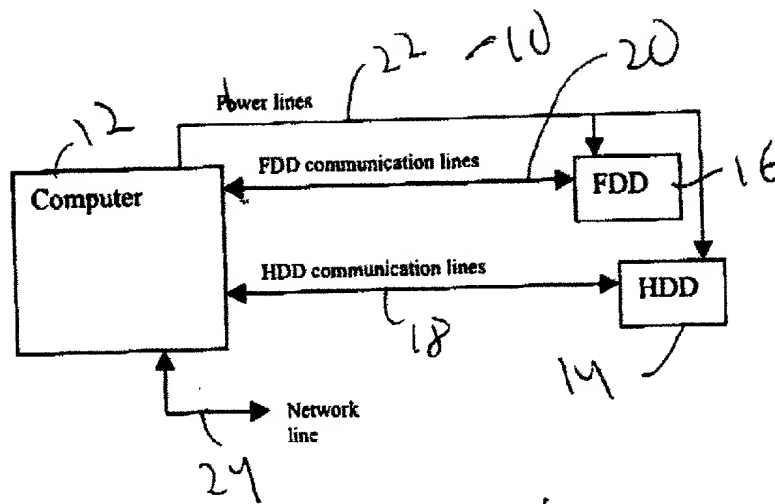 22 10 20
Power lines
12
FDD communication lines
Computer
FDD
16
HDD communication lines
HDD
18
14
Network
line
24